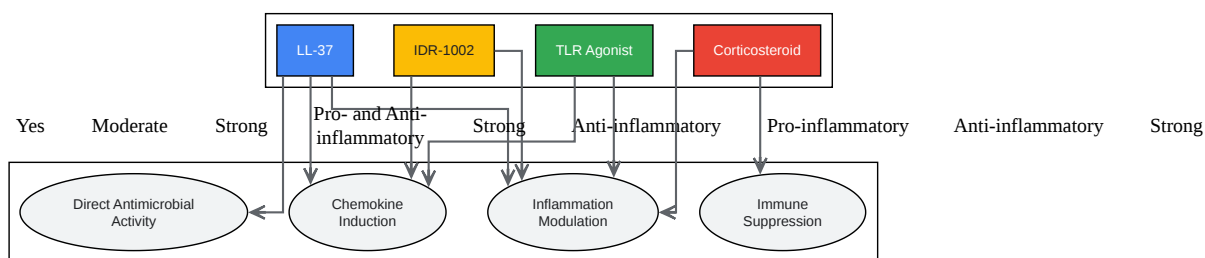 LL-37
IDR-1002
TLR Agonist
Corticosteroid
Yes
Moderate
Strong
Pro- and Anti-
inflammatory
Strong
Anti-inflammatory
Pro-inflammatory
Anti-inflammatory
Strong
Direct Antimicrobial
Activity
Chemokine
Induction
Inflammation
Modulation
Immune
Suppression